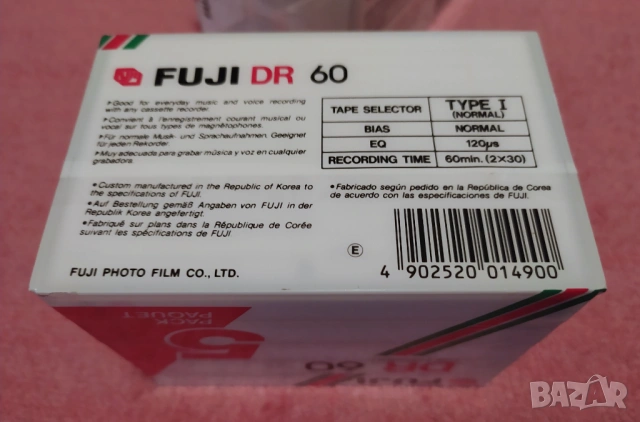 FUJI DR 60
Good for everyday music and voice recording
with any cassette recorder.
Convient à l'enregistrement courant musical ou
vocal sur tous types de magnétophones.
Für normale Musik- und Sprachaufnahmen. Geeignet
für jeden Rekorder.
Muy adecuada para grabar música y voz en cualquier
grabadora.
TAPE SELECTOR TYPE I (NORMAL)
BIAS NORMAL
EQ 120µs
RECORDING TIME 60min. (2×30)
•Custom manufactured in the Republic of Korea to
the specifications of FUJI.
•Auf Bestellung gemäß Angaben von FUJI in der
Republik Korea angefertigt.
•Fabriqué sur plans dans la République de Corée
suivant les spécifications de FUJI.
•Fabricado según pedido en la República de Corea
de acuerdo con las especificaciones de FUJI.
E
FUJI PHOTO FILM CO., LTD.
4 902520 014900
5 PACK
PAQUET
FUJI DR 60
BAZAR